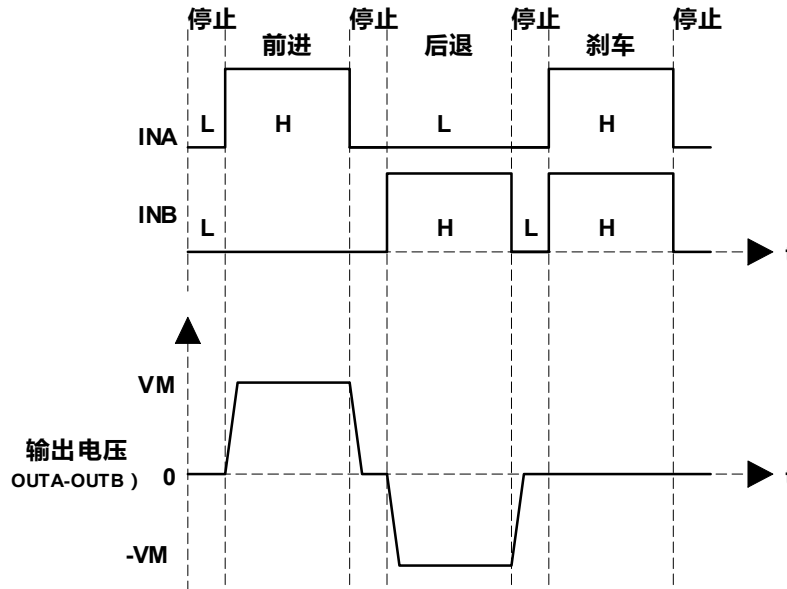 停止 停止 停止 停止
前进 后退 刹车
L H L H
INA
INB
L H L H
t
VM
输出电压
OUTA-OUTB ) 0
t
-VM